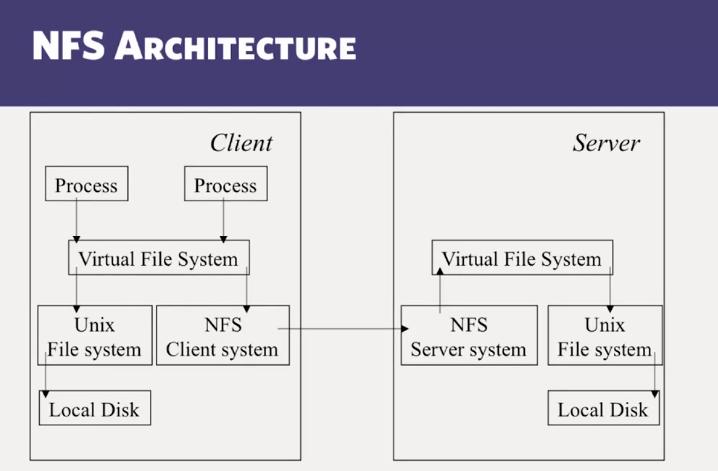 NFS ARCHITECTURE
Client
Server
Process
Process
Virtual File System
Virtual File System
Unix
File system
NFS
Client system
NFS
Server system
Unix
File system
Local Disk
Local Disk